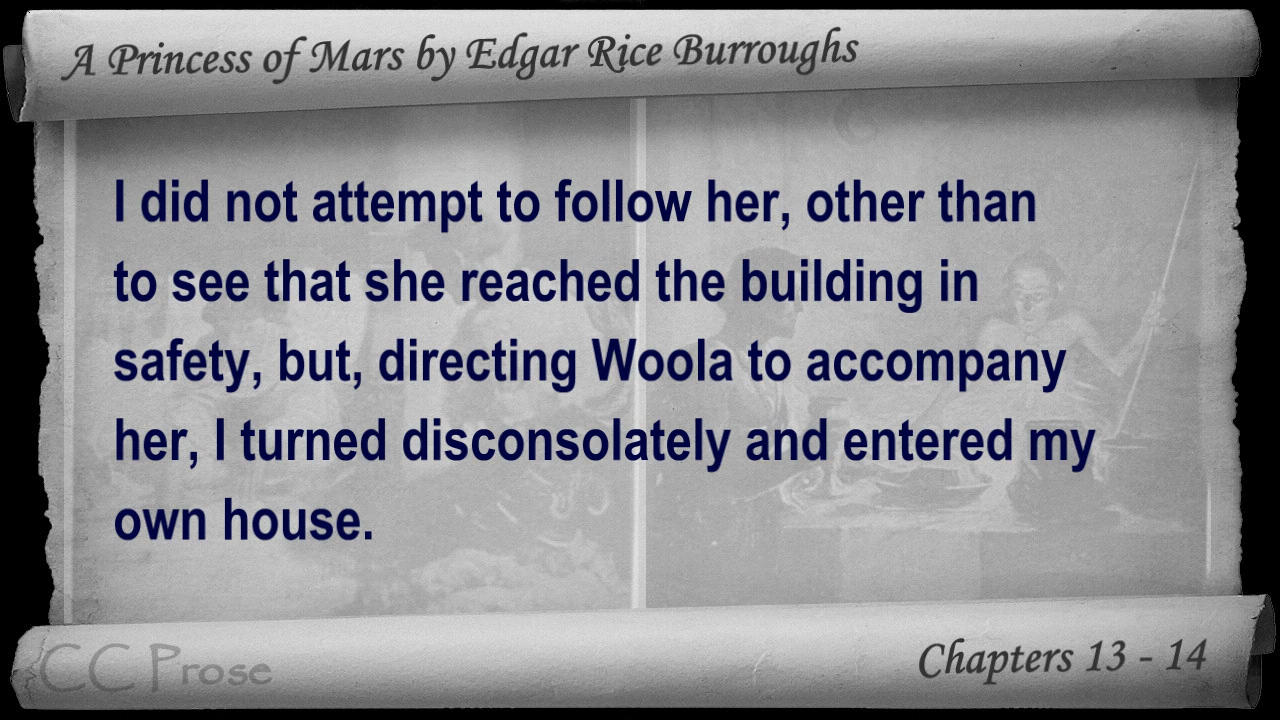 A Princess of Mars by Edgar Rice Burroughs
I did not attempt to follow her, other than
to see that she reached the building in
safety, but, directing Woola to accompany
her, I turned disconsolately and entered my
own house.
CC Prose
Chapters 13 - 14